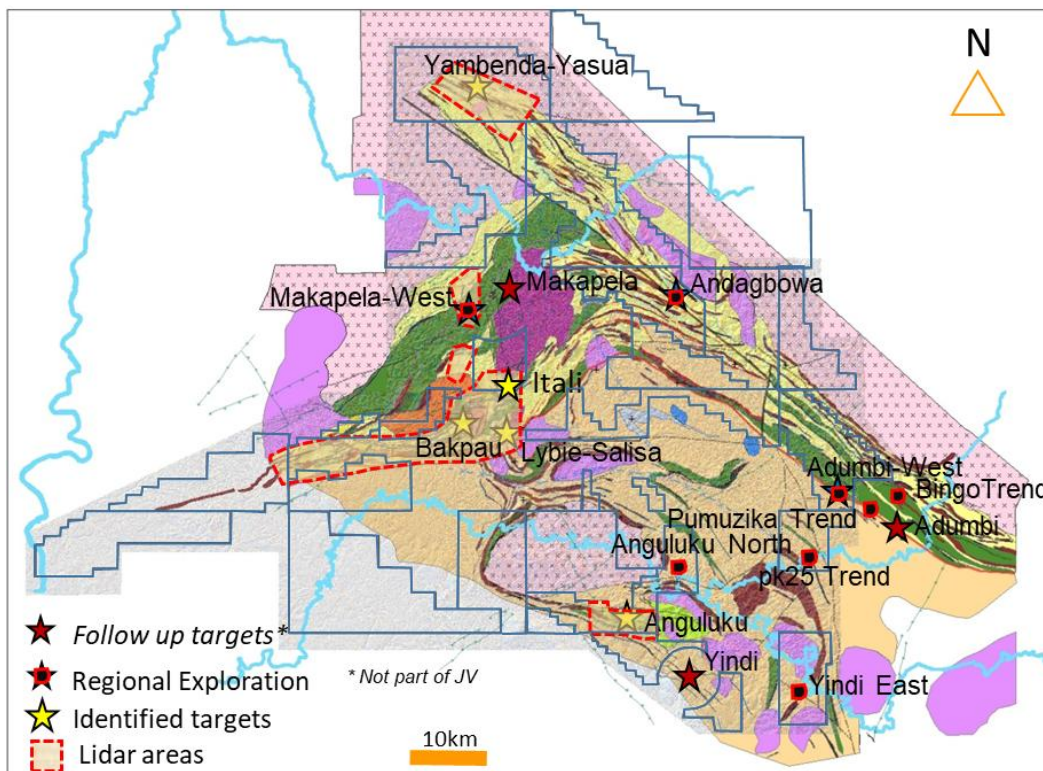 N
Yambenda-Yasua
Makapela
Andagbowa
Makapela-West
Itali
Bakpau
Lybie-Salisa
Adumbi-West
BingoTrend
Pumuzika Trend
Adumbi
Anguluku North
pk25 Trend
Anguluku
Yindi
Yindi East
Follow up targets*
Regional Exploration
Identified targets
Lidar areas
* Not part of JV
10km